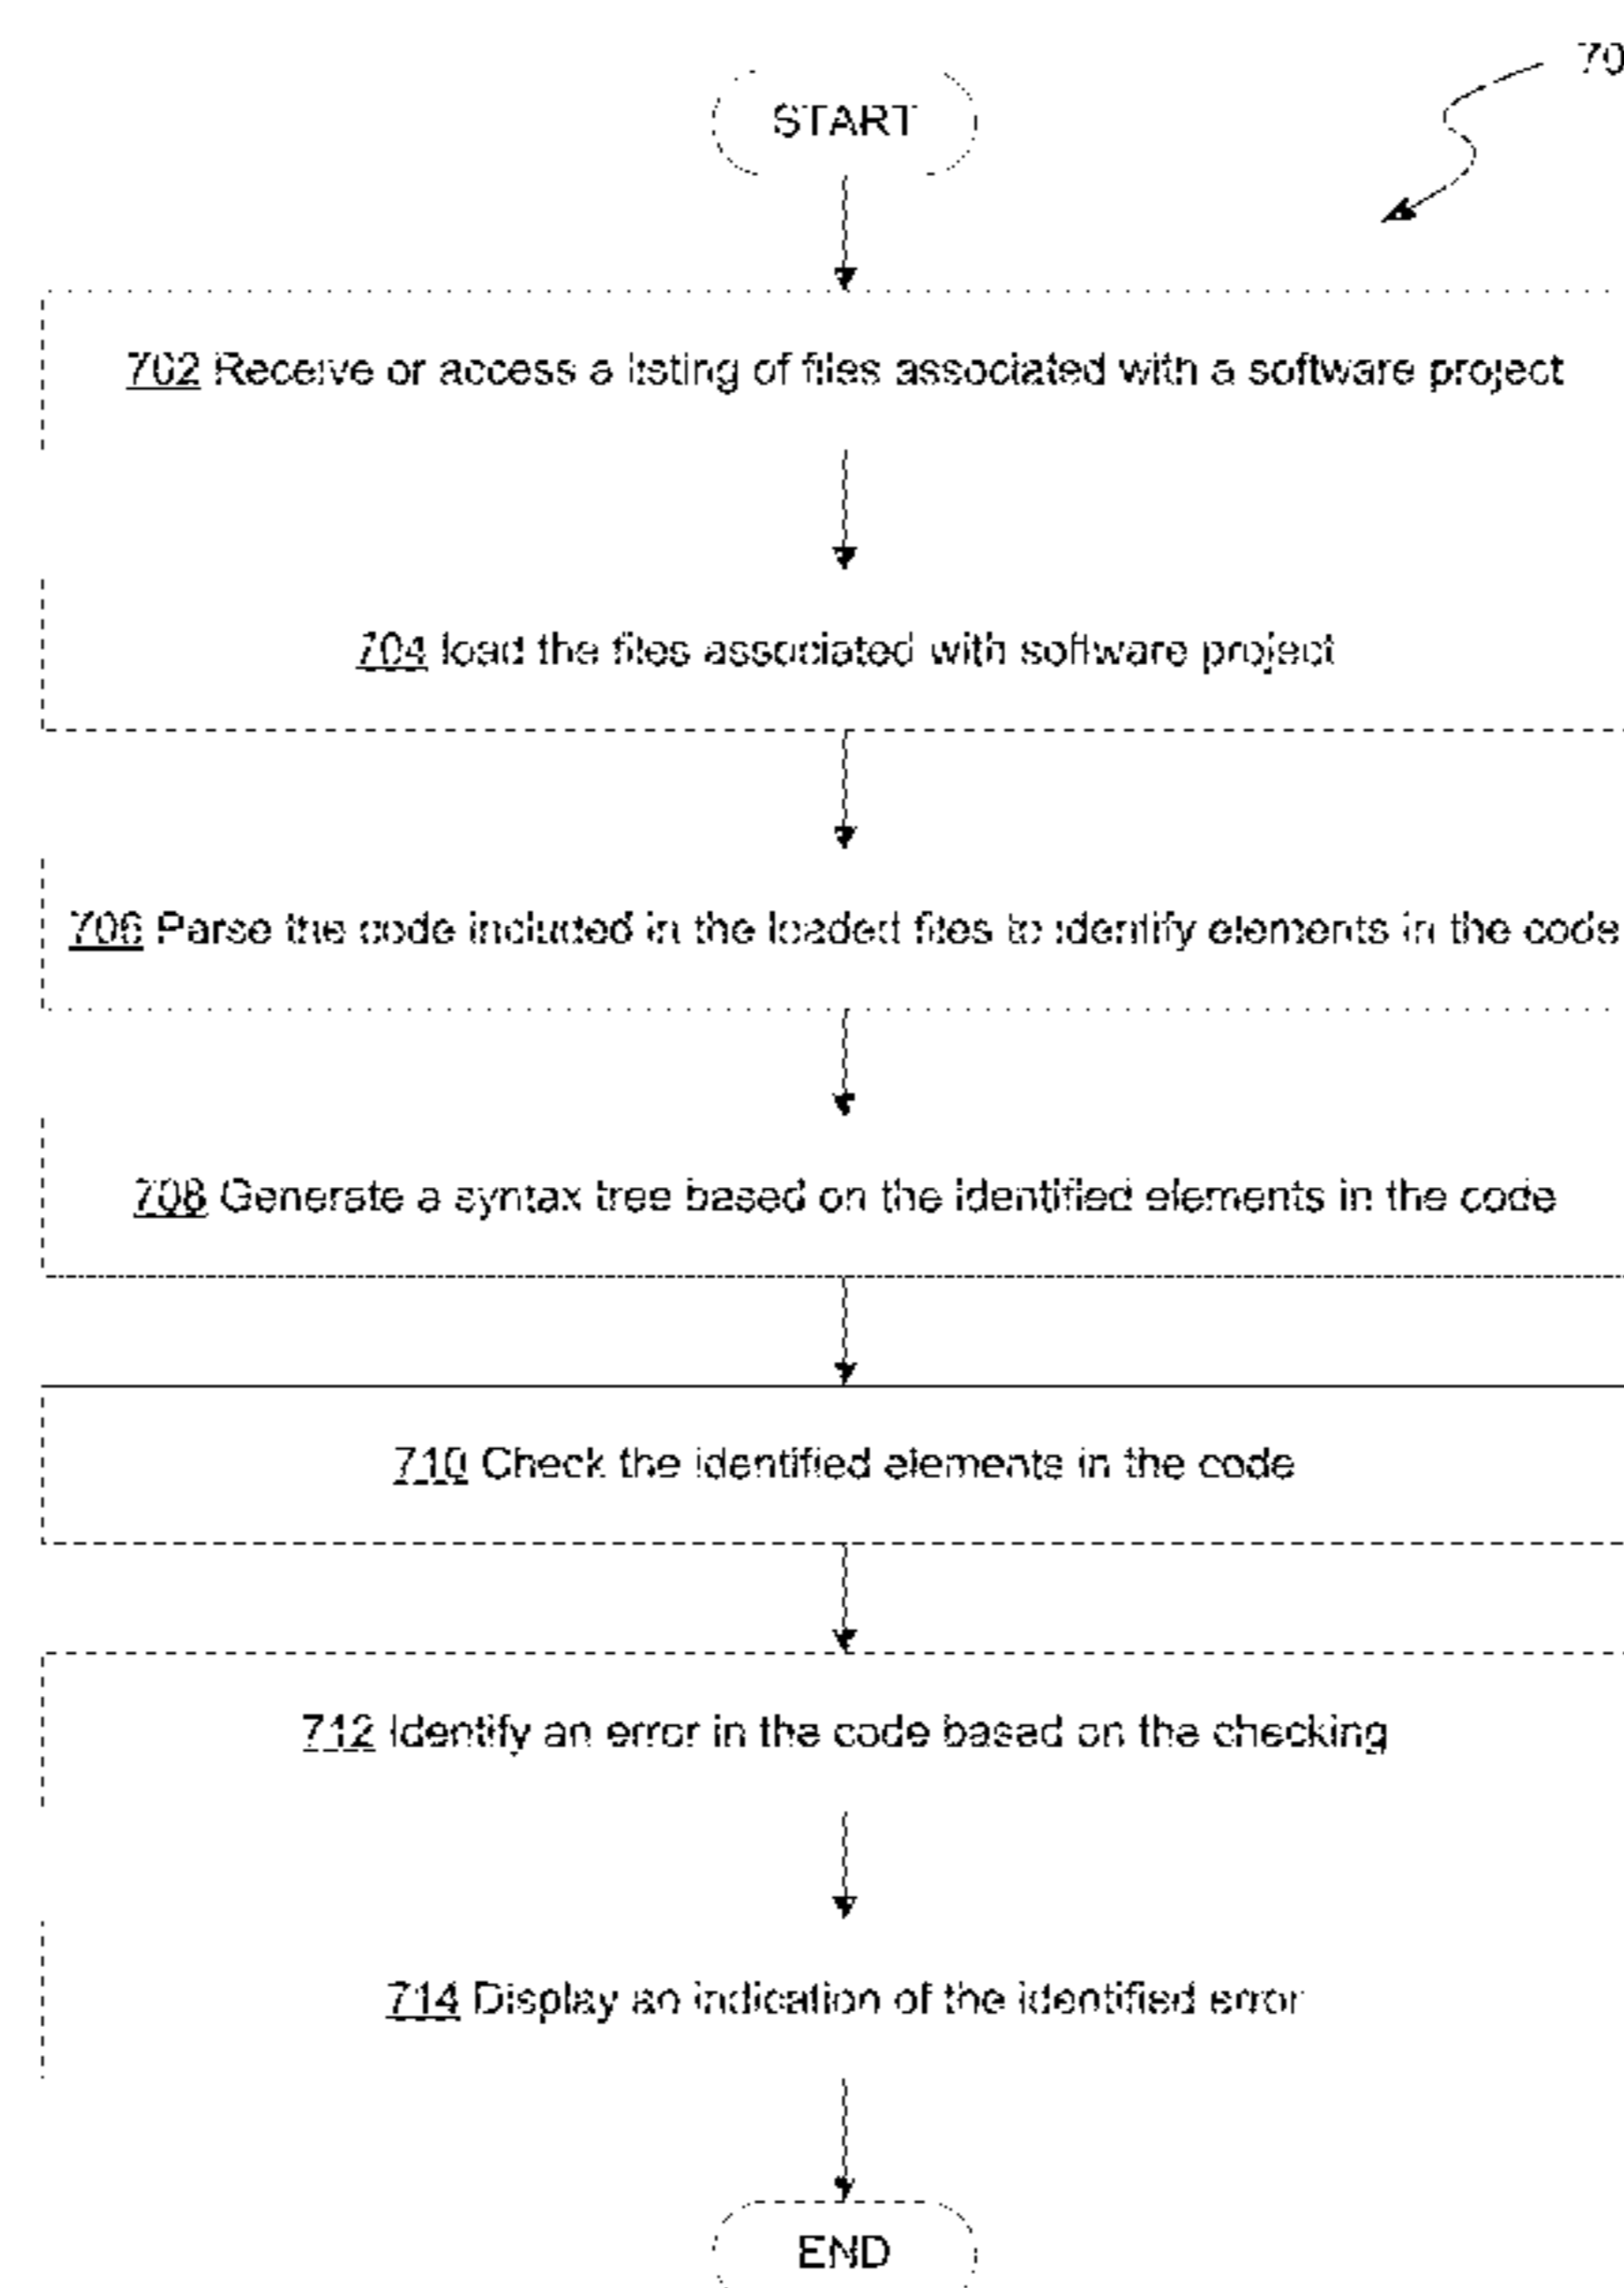 70
START
702 Receive or access a listing of files associated with a software project
704 load the files associated with software project
706 Parse the code included in the loaded files to identify elements in the code
708 Generate a syntax tree based on the identified elements in the code
710 Check the identified elements in the code
712 Identify an error in the code based on the checking
714 Display an indication of the identified error
END